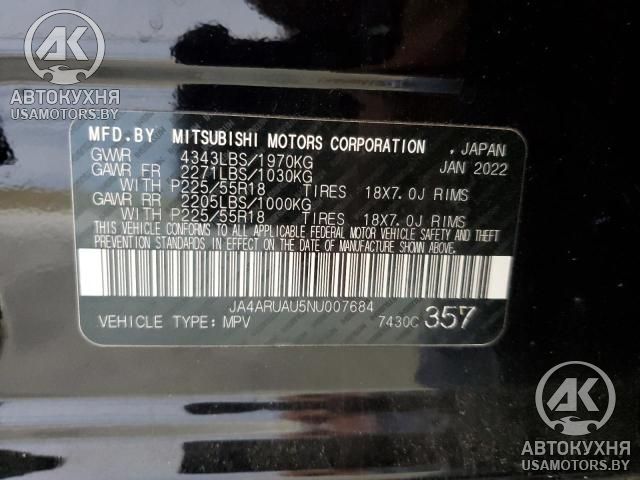 АВТОКУХНЯ
USAMOTORS.BY
MFD.BY MITSUBISHI MOTORS CORPORATION , JAPAN
GVWR 4343LBS/1970KG JAN 2022
GAWR FR 2271LBS/1030KG
WITH P225/55R18 TIRES 18X7.0J RIMS
GAWR RR 2205LBS/1000KG
WITH P225/55R18 TIRES 18X7.0J RIMS
THIS VEHICLE CONFORMS TO ALL APPLICABLE FEDERAL MOTOR VEHICLE SAFETY AND THEFT
PREVENTION STANDARDS IN EFFECT ON THE DATE OF MANUFACTURE SHOWN ABOVE.
JA4ARUAU5NU007684
VEHICLE TYPE: MPV 7430C 357
АК
АВТОКУХНЯ
USAMOTORS.BY